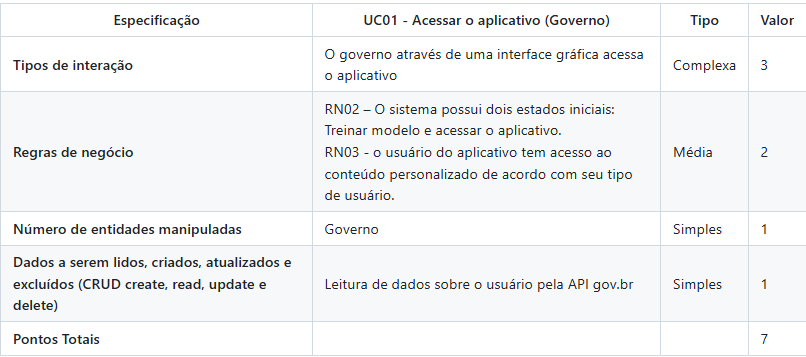 Especificação UC01 - Acessar o aplicativo (Governo) Tipo Valor
Tipos de interação O governo através de uma interface gráfica acessa o aplicativo Complexa 3
Regras de negócio RN02 – O sistema possui dois estados iniciais:
Treinar modelo e acessar o aplicativo.
RN03 - o usuário do aplicativo tem acesso ao
conteúdo personalizado de acordo com seu tipo
de usuário. Média 2
Número de entidades manipuladas Governo Simples 1
Dados a serem lidos, criados, atualizados e
excluídos (CRUD create, read, update e
delete) Leitura de dados sobre o usuário pela API gov.br Simples 1
Pontos Totais 7